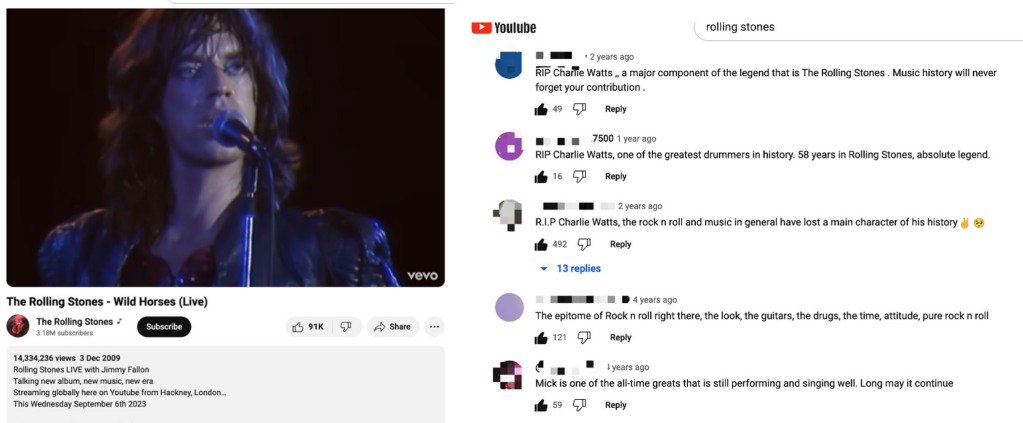 vevo
The Rolling Stones - Wild Horses (Live)
The Rolling Stones
3.18M subscribers
Subscribe
91K
Share
14,334,236 views 3 Dec 2009
Rolling Stones LIVE with Jimmy Fallon
Talking new album, new music, new era
Streaming globally here on Youtube from Hackney, London...
This Wednesday September 6th 2023
YouTube
rolling stones
2 years ago
RIP Charlie Watts ,, a major component of the legend that is The Rolling Stones . Music history will never
forget your contribution .
49 Reply
7500 1 year ago
RIP Charlie Watts, one of the greatest drummers in history. 58 years in Rolling Stones, absolute legend.
16 Reply
2 years ago
R.I.P Charlie Watts, the rock n roll and music in general have lost a main character of his history ✌️ 🥺
492 Reply
13 replies
4 years ago
The epitome of Rock n roll right there, the look, the guitars, the drugs, the time, attitude, pure rock n roll
121 Reply
years ago
Mick is one of the all-time greats that is still performing and singing well. Long may it continue
59 Reply